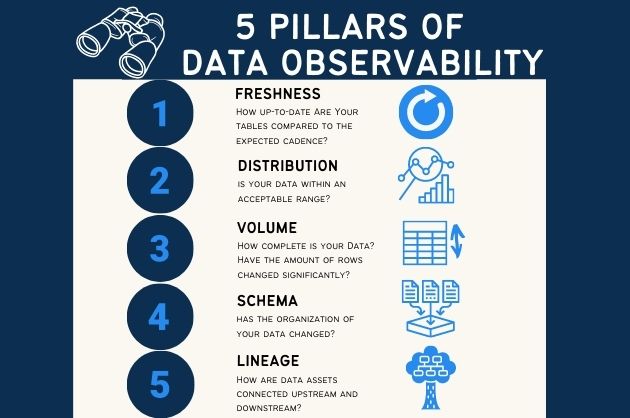 5 PILLARS OF
DATA OBSERVABILITY
1
FRESHNESS
HOW UP-TO-DATE ARE YOUR
TABLES COMPARED TO THE
EXPECTED CADENCE?
2
DISTRIBUTION
IS YOUR DATA WITHIN AN
ACCEPTABLE RANGE?
3
VOLUME
HOW COMPLETE IS YOUR DATA?
HAVE THE AMOUNT OF ROWS
CHANGED SIGNIFICANTLY?
4
SCHEMA
HAS THE ORGANIZATION OF
YOUR DATA CHANGED?
5
LINEAGE
HOW ARE DATA ASSETS
CONNECTED UPSTREAM AND
DOWNSTREAM?